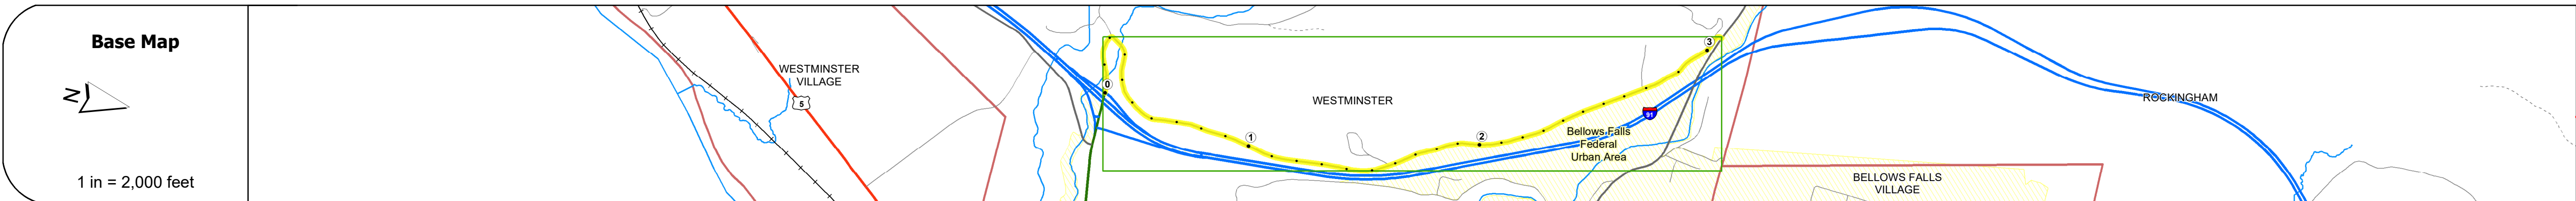 Base Map
N
1 in = 2,000 feet
WESTMINSTER
VILLAGE
5
0
1
WESTMINSTER
2
3
91
Bellows Falls
Federal
Urban Area
BELLOWS FALLS
VILLAGE
ROCKINGHAM